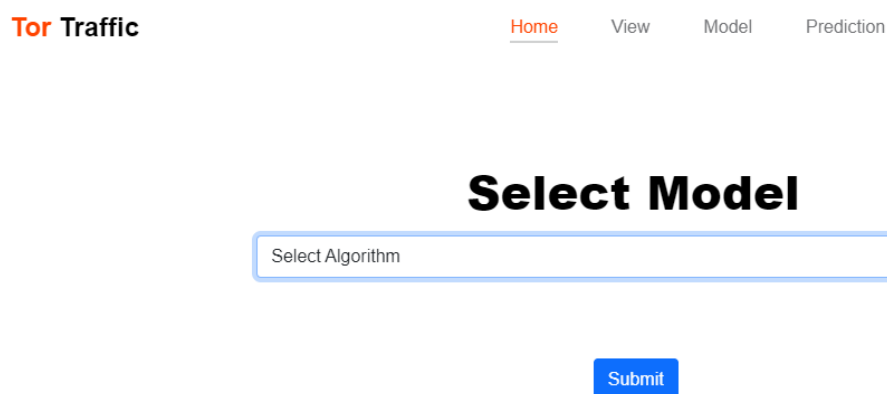 Tor Traffic
Home View Model Prediction
Select Model
Select Algorithm
Submit